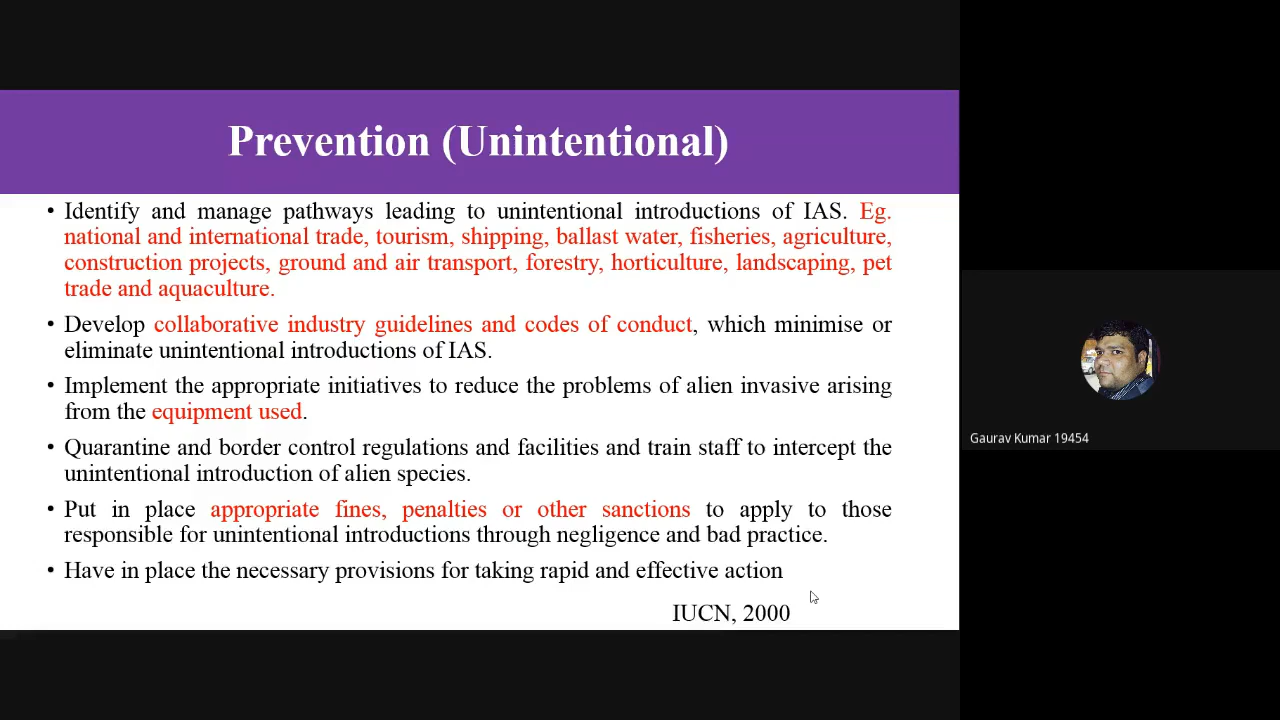 Prevention (Unintentional)
• Identify and manage pathways leading to unintentional introductions of IAS. Eg.
national and international trade, tourism, shipping, ballast water, fisheries, agriculture,
construction projects, ground and air transport, forestry, horticulture, landscaping, pet
trade and aquaculture.
• Develop collaborative industry guidelines and codes of conduct, which minimise or
eliminate unintentional introductions of IAS.
• Implement the appropriate initiatives to reduce the problems of alien invasive arising
from the equipment used.
• Quarantine and border control regulations and facilities and train staff to intercept the
unintentional introduction of alien species.
• Put in place appropriate fines, penalties or other sanctions to apply to those
responsible for unintentional introductions through negligence and bad practice.
• Have in place the necessary provisions for taking rapid and effective action
IUCN, 2000
Gaurav Kumar 19454